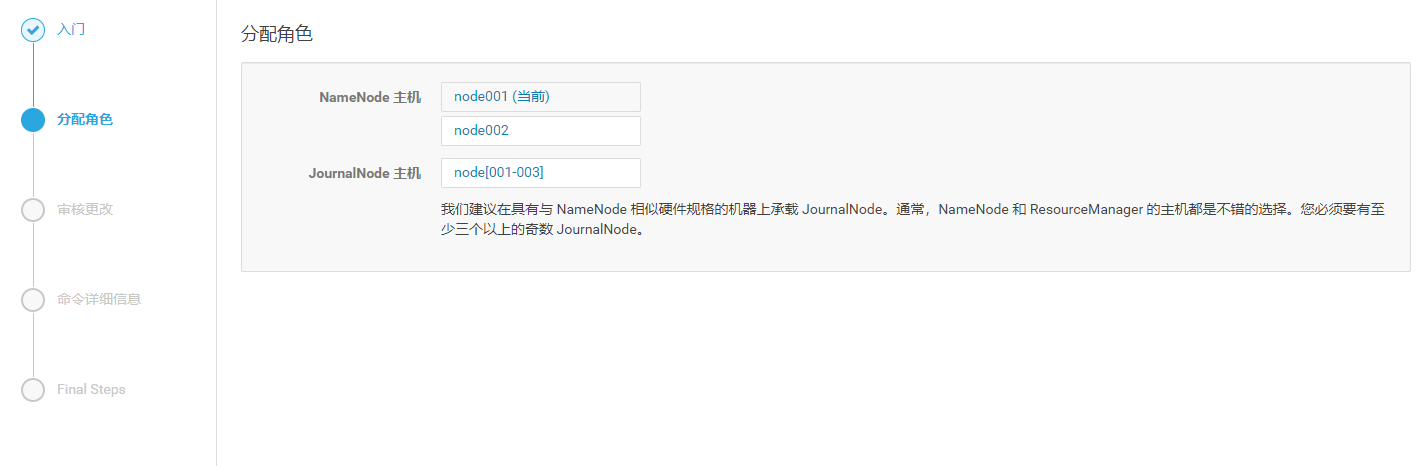 入门
分配角色
审核更改
命令详细信息
Final Steps
分配角色
NameNode 主机
node001 (当前)
node002
JournalNode 主机
node[001-003]
我们建议在具有与 NameNode 相似硬件规格的机器上承载 JournalNode。通常，NameNode 和 ResourceManager 的主机都是不错的选择。您必须要有至
少三个以上的奇数 JournalNode。